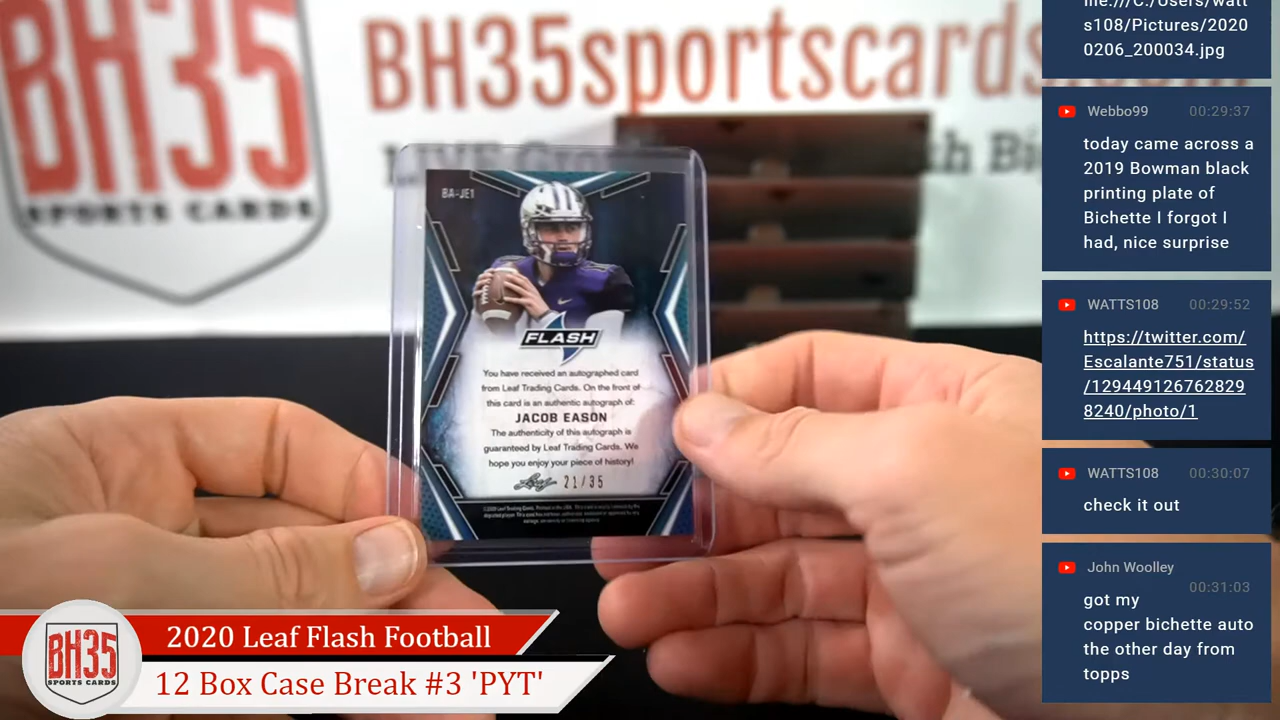 BH35
SPORTS CARDS
BH35sportscards.com
BA-JE1
FLASH
You have received an autographed card
from Leaf Trading Cards. On the front of
this card is an authentic autograph of:
JACOB EASON
The authenticity of this autograph is
guaranteed by Leaf Trading Cards. We
hope you enjoy your piece of history!
Leaf 21/35
BH35
SPORTS CARDS
2020 Leaf Flash Football
12 Box Case Break #3 'PYT'
file:///C:/Users/watt
s108/Pictures/2020
0206_200034.jpg
Webbo99 00:29:37
today came across a
2019 Bowman black
printing plate of
Bichette I forgot I
had, nice surprise
WATTS108 00:29:52
https://twitter.com/
Escalante751/status
/129449126762829
8240/photo/1
WATTS108 00:30:07
check it out
John Woolley
00:31:03
got my
copper bichette auto
the other day from
topps